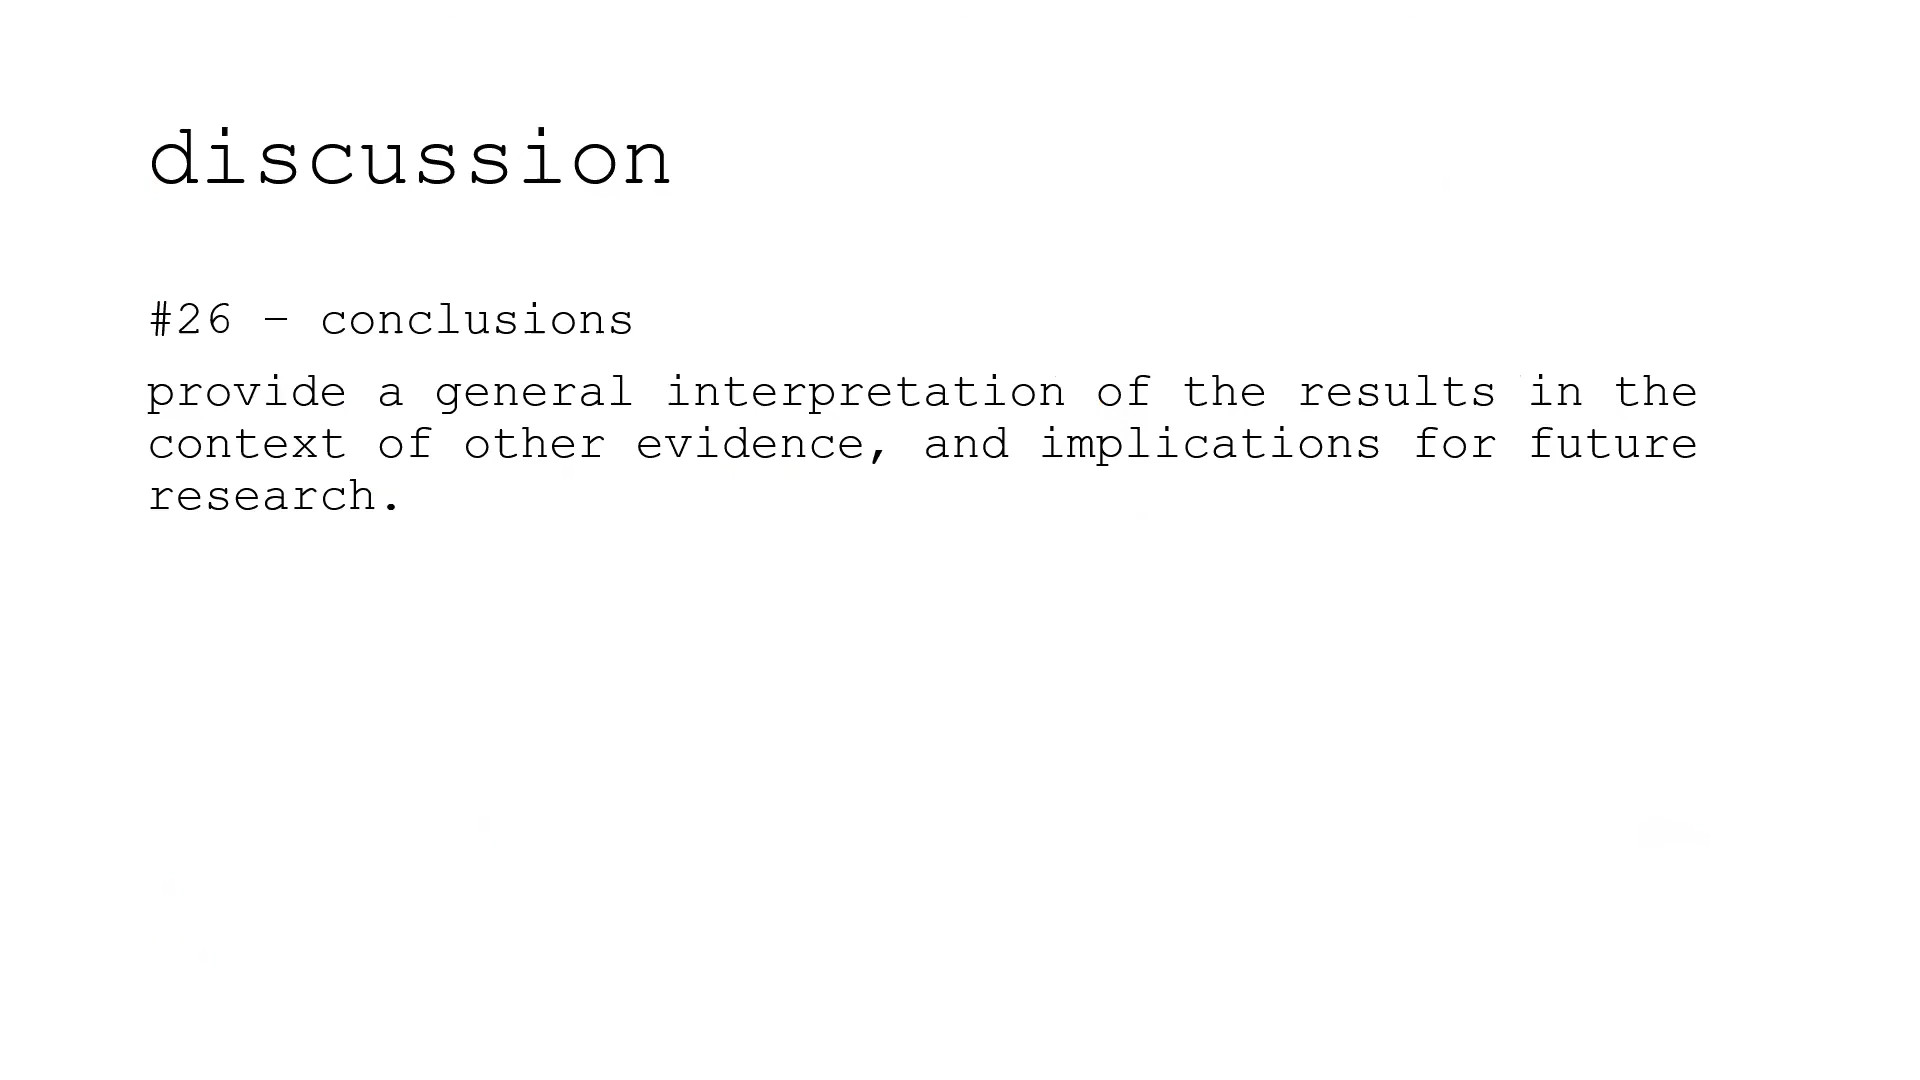 discussion
#26 – conclusions
provide a general interpretation of the results in the
context of other evidence, and implications for future
research.